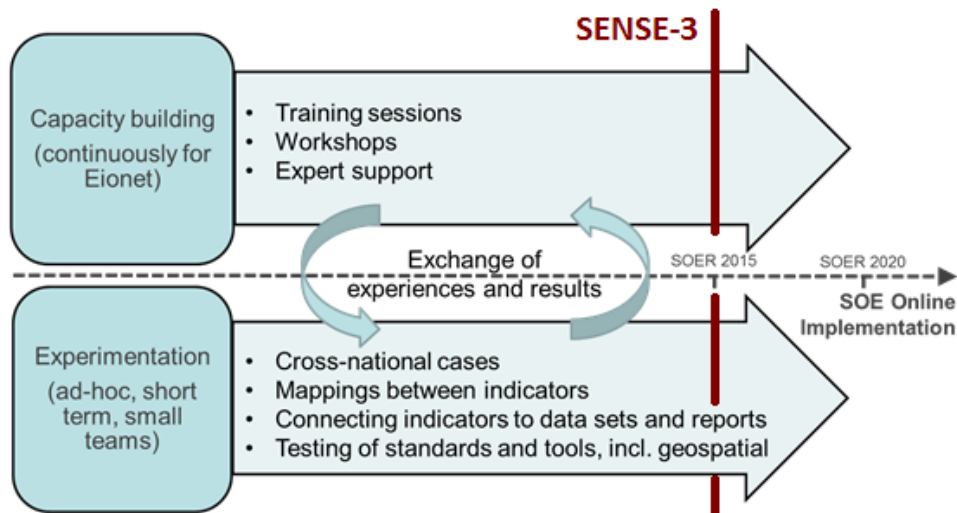 SENSE-3
Capacity building
(continuously for
Eionet)
• Training sessions
• Workshops
• Expert support
Exchange of
experiences and results
SOER 2015
SOER 2020
SOE Online
Implementation
Experimentation
(ad-hoc, short
term, small
teams)
• Cross-national cases
• Mappings between indicators
• Connecting indicators to data sets and reports
• Testing of standards and tools, incl. geospatial